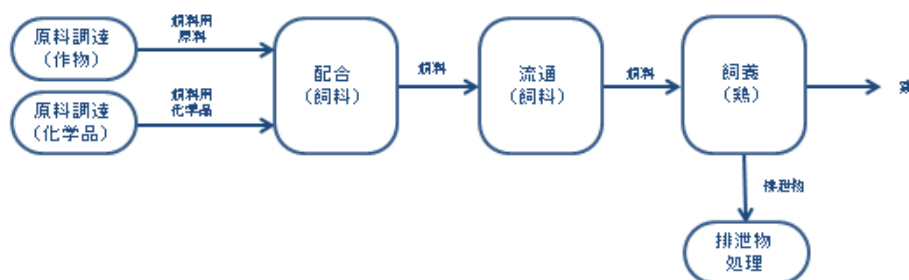 原料調達
(作物)
飼料用
原料
原料調達
(化学品)
飼料用
化学品
配合
(飼料)
飼料
流通
(飼料)
飼料
飼義
(鶏)
排泄物
排泄物
処理